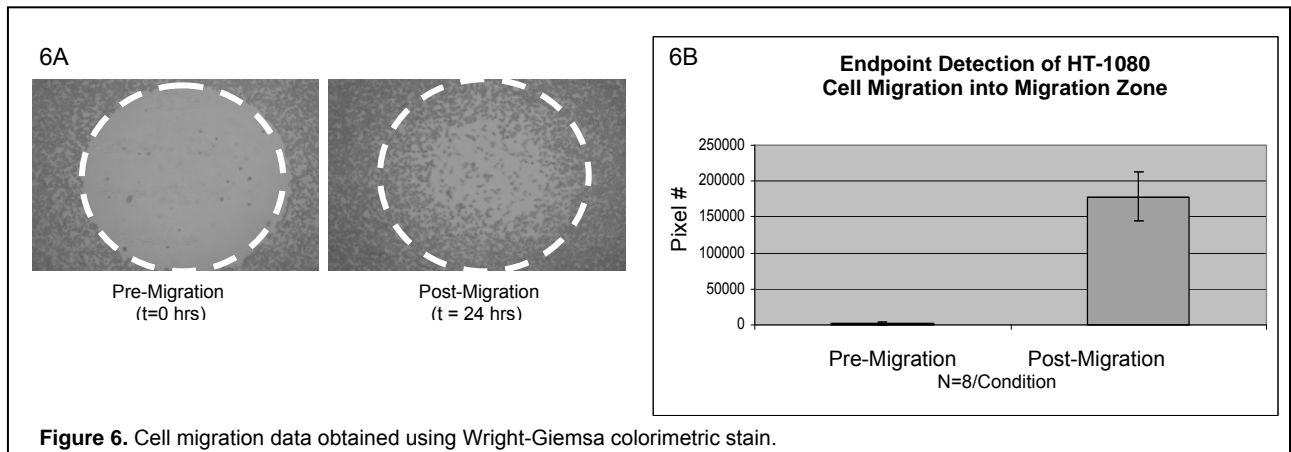 6A
Pre-Migration
(t=0 hrs)
Post-Migration
(t = 24 hrs)
6B
Endpoint Detection of HT-1080
Cell Migration into Migration Zone
Pixel #
250000
200000
150000
100000
50000
0
Pre-Migration Post-Migration
N=8/Condition
Figure 6. Cell migration data obtained using Wright-Giemsa colorimetric stain.